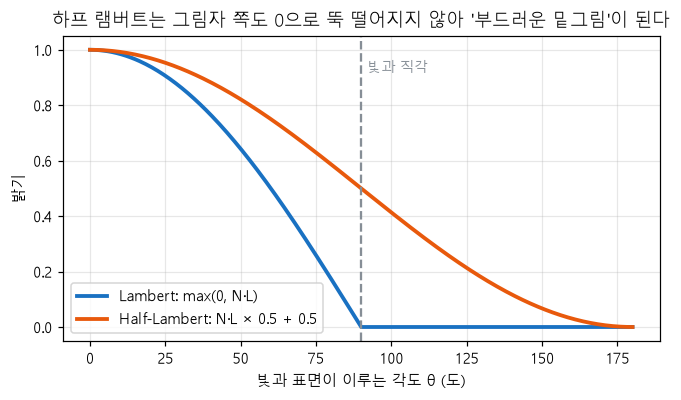 하프 램버트는 그림자 쪽도 0으로 뚝 떨어지지 않아 '부드러운 밑그림'이 된다
빛과 직각
1.0
0.8
0.6
0.4
0.2
0.0
밝기
Lambert: max(0, N·L)
Half-Lambert: N·L × 0.5 + 0.5
0 25 50 75 100 125 150 175
빛과 표면이 이루는 각도 θ (도)